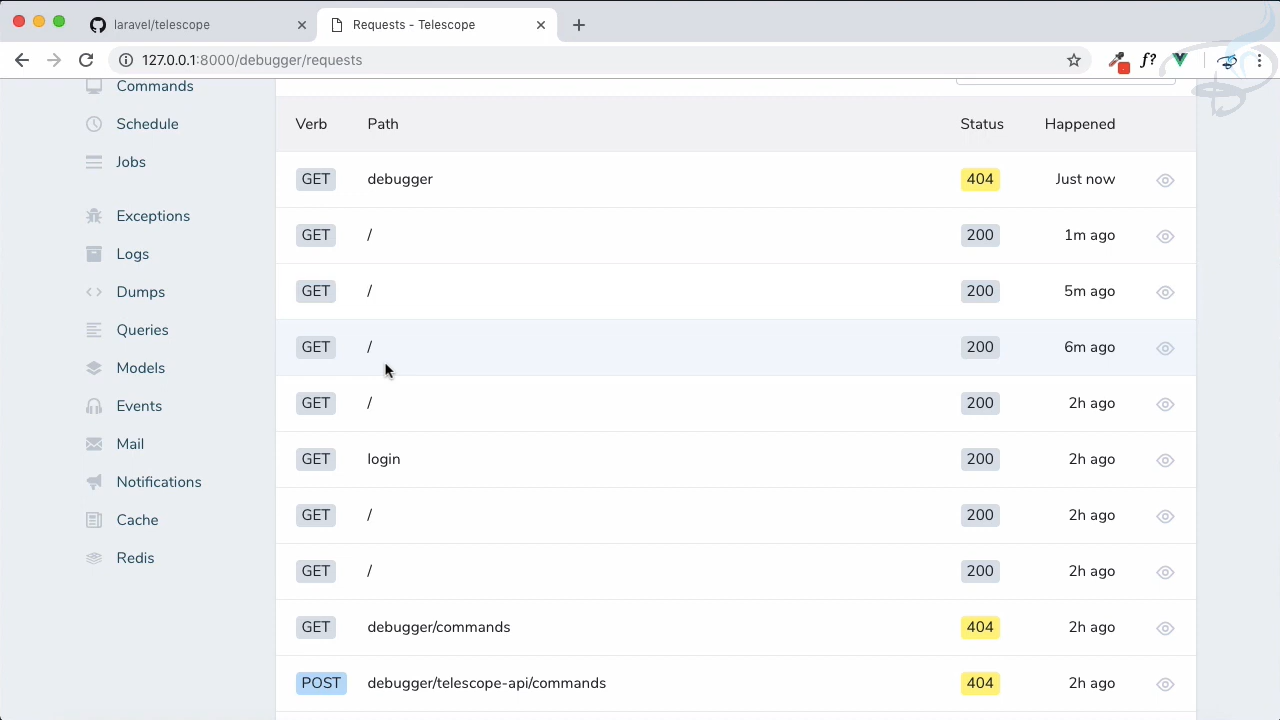 laravel/telescope
Requests - Telescope
127.0.0.1:8000/debugger/requests
f?
Commands
Schedule
Jobs
Exceptions
Logs
Dumps
Queries
Models
Events
Mail
Notifications
Cache
Redis
Verb Path Status Happened
GET debugger 404 Just now
GET / 200 1m ago
GET / 200 5m ago
GET / 200 6m ago
GET / 200 2h ago
GET login 200 2h ago
GET / 200 2h ago
GET / 200 2h ago
GET debugger/commands 404 2h ago
POST debugger/telescope-api/commands 404 2h ago